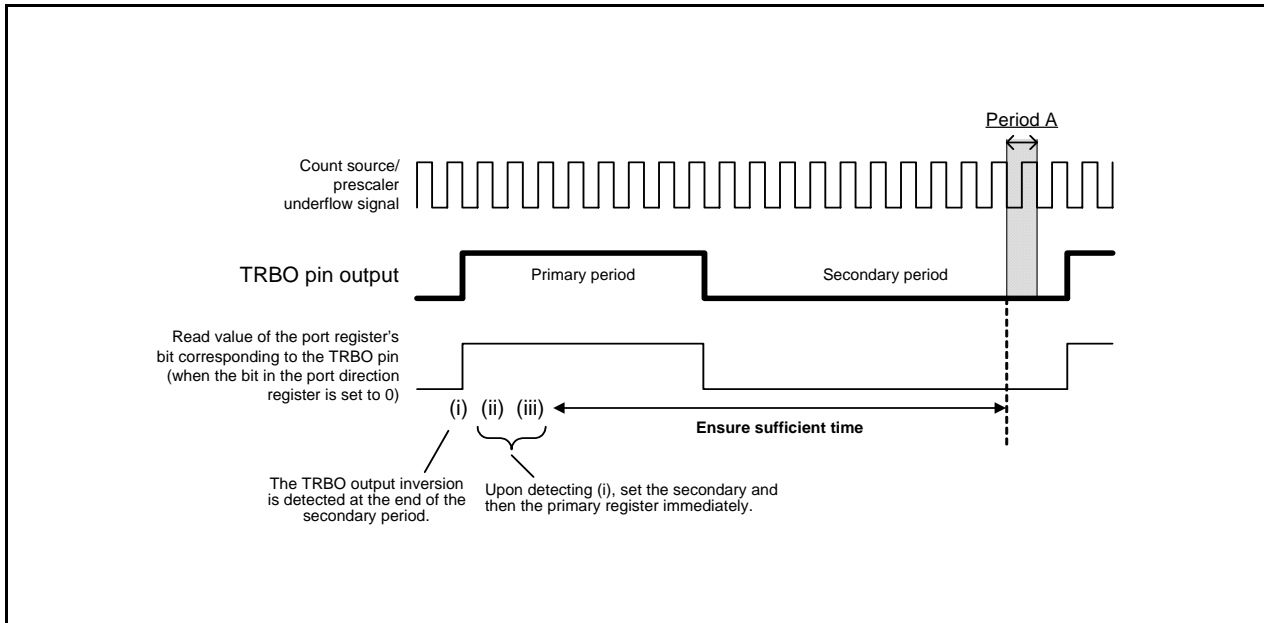 Period A
Count source/
prescaler
underflow signal
TRBO pin output
Primary period
Secondary period
Read value of the port register's
bit corresponding to the TRBO pin
(when the bit in the port direction
register is set to 0)
(i) (ii) (iii)
Ensure sufficient time
The TRBO output inversion
is detected at the end of the
secondary period.
Upon detecting (i), set the secondary and
then the primary register immediately.